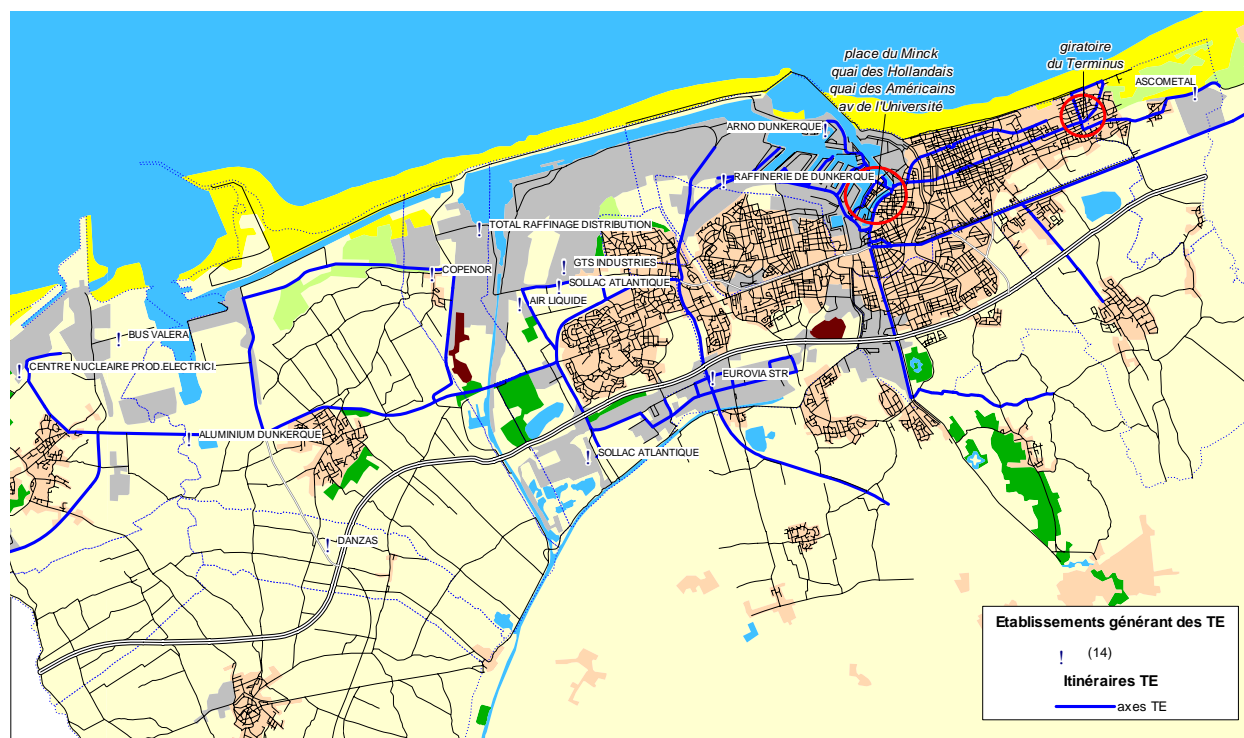 place du Minck
quai des Hollandais
quai des Américains
av de l'Université
giratoire
du Terminus
ASCOMETAL
ARNO DUNKERQUE
RAFFINERIE DE DUNKERQUE
TOTAL RAFFINAGE DISTRIBUTION
GTS INDUSTRIES
COPENOR
SOLLAC ATLANTIQUE
AIR LIQUIDE
BUS VALERA
CENTRE NUCLEAIRE PROD.ELECTRICI.
EUROVIA STR
ALUMINIUM DUNKERQUE
SOLLAC ATLANTIQUE
DANZAS
Etablissements générant des TE
! (14)
Itinéraires TE
axes TE